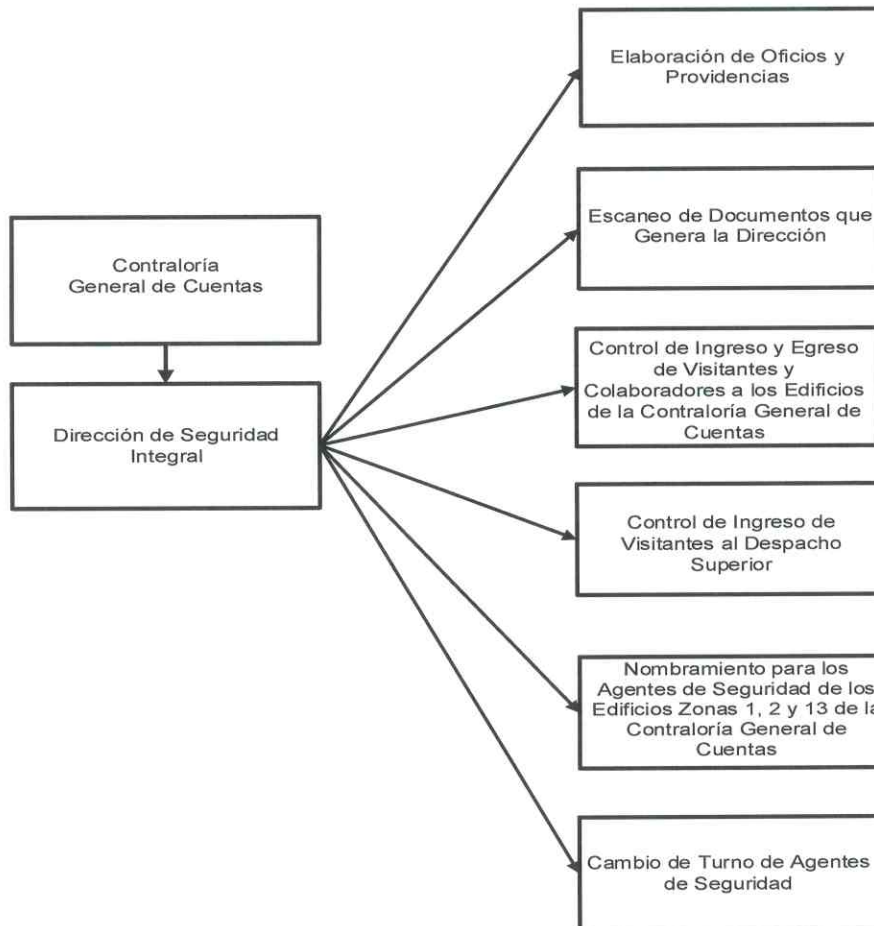 Elaboración de Oficios y
Providencias
Escaneo de Documentos que
Genera la Dirección
Contraloría
General de Cuentas
Control de Ingreso y Egreso
de Visitantes y
Colaboradores a los Edificios
de la Contraloría General de
Cuentas
Dirección de Seguridad
Integral
Control de Ingreso de
Visitantes al Despacho
Superior
Nombramiento para los
Agentes de Seguridad de los
Edificios Zonas 1, 2 y 13 de la
Contraloría General de
Cuentas
Cambio de Turno de Agentes
de Seguridad